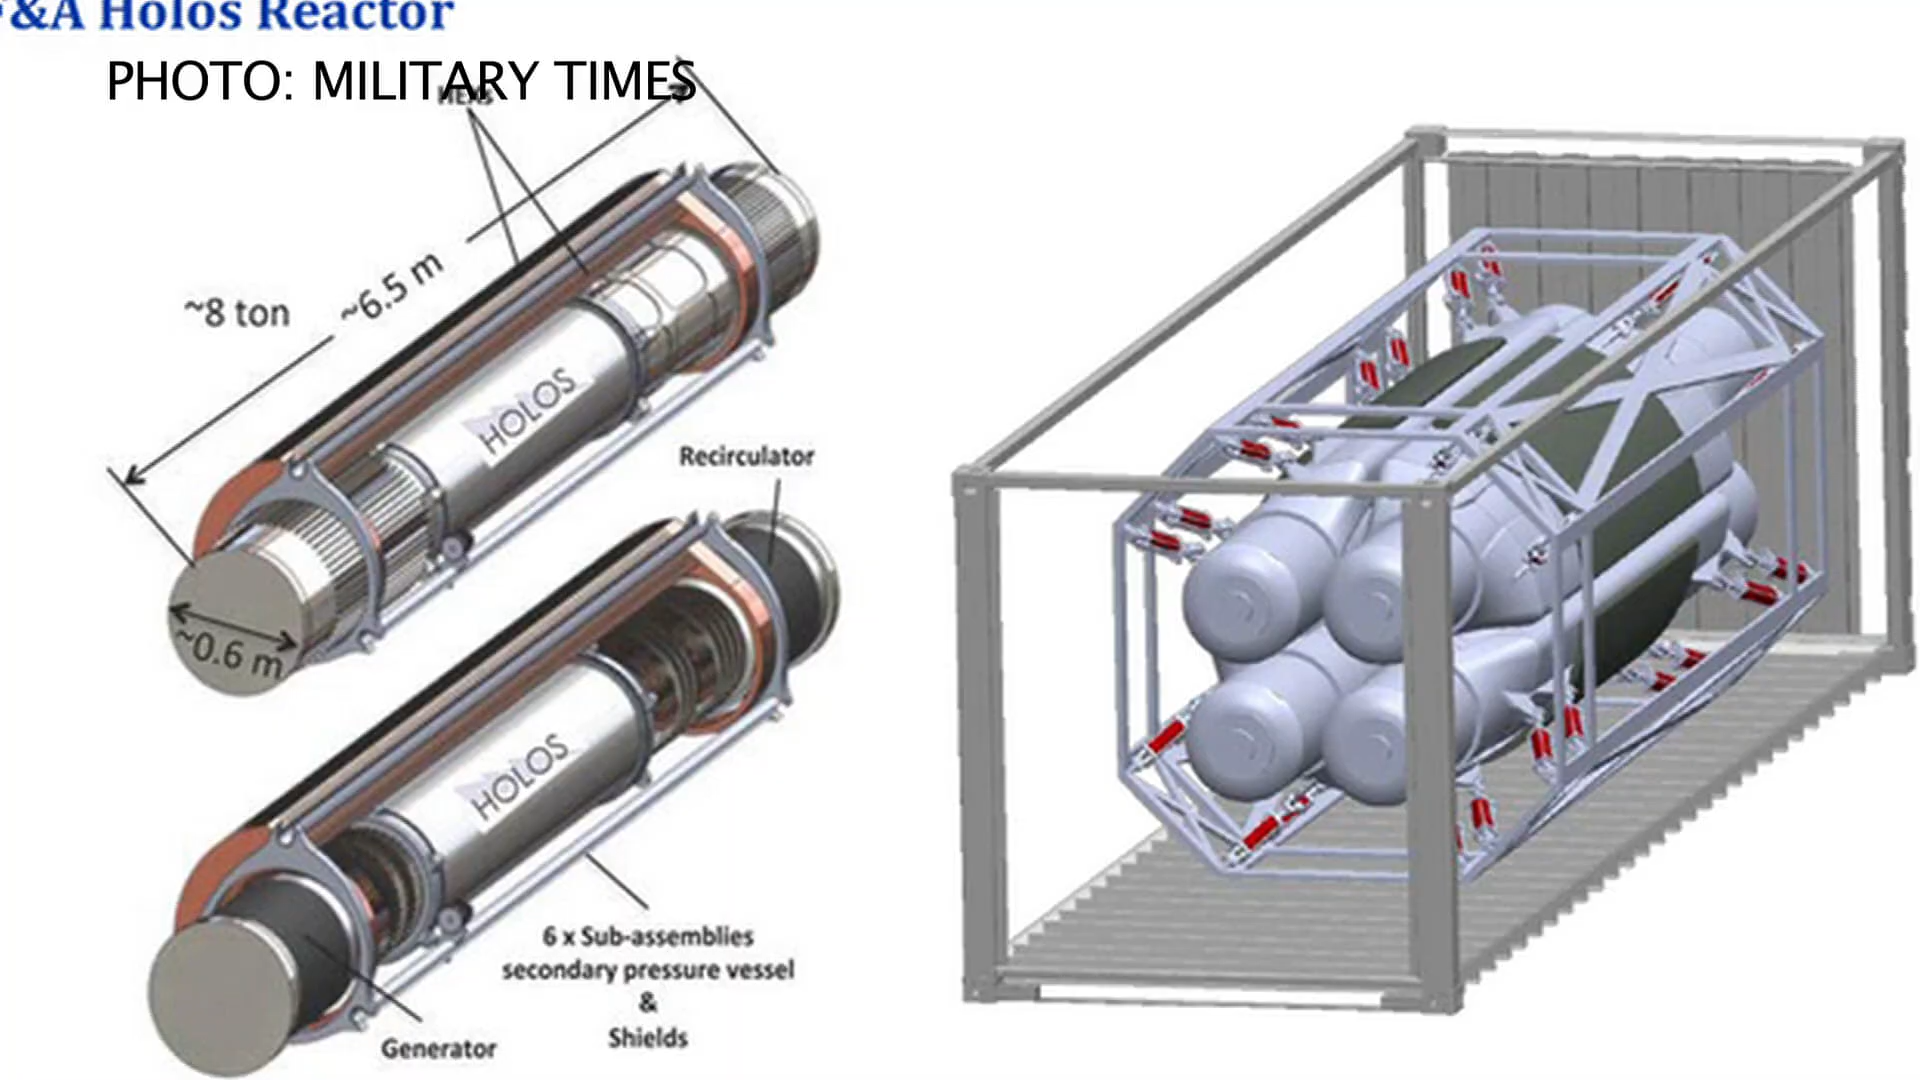 F&A Holos Reactor
PHOTO: MILITARY TIMES
HEXs
~8 ton
~6.5 m
HOLOS
~0.6 m
Recirculator
HOLOS
6 x Sub-assemblies
secondary pressure vessel
&
Shields
Generator